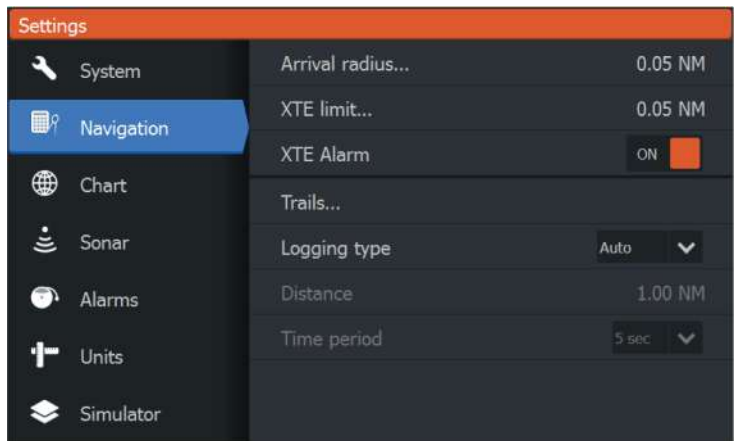 Settings
System
Navigation
Chart
Sonar
Alarms
Units
Simulator
Arrival radius... 0.05 NM
XTE limit... 0.05 NM
XTE Alarm ON
Trails...
Logging type Auto
Distance 1.00 NM
Time period 5 sec